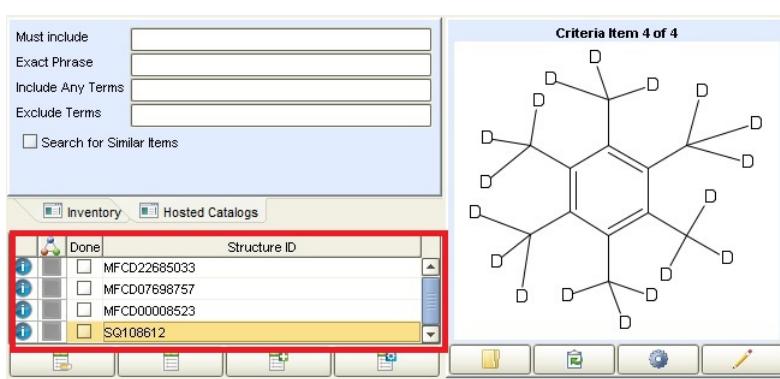 Must include
Exact Phrase
Include Any Terms
Exclude Terms
Search for Similar Items
Inventory
Hosted Catalogs
Done Structure ID
MFCD22685033
MFCD07698757
MFCD00008523
SQ108612
Criteria Item 4 of 4
D
D D D
D D
D
D
D
D D
D D
D
D D
D D